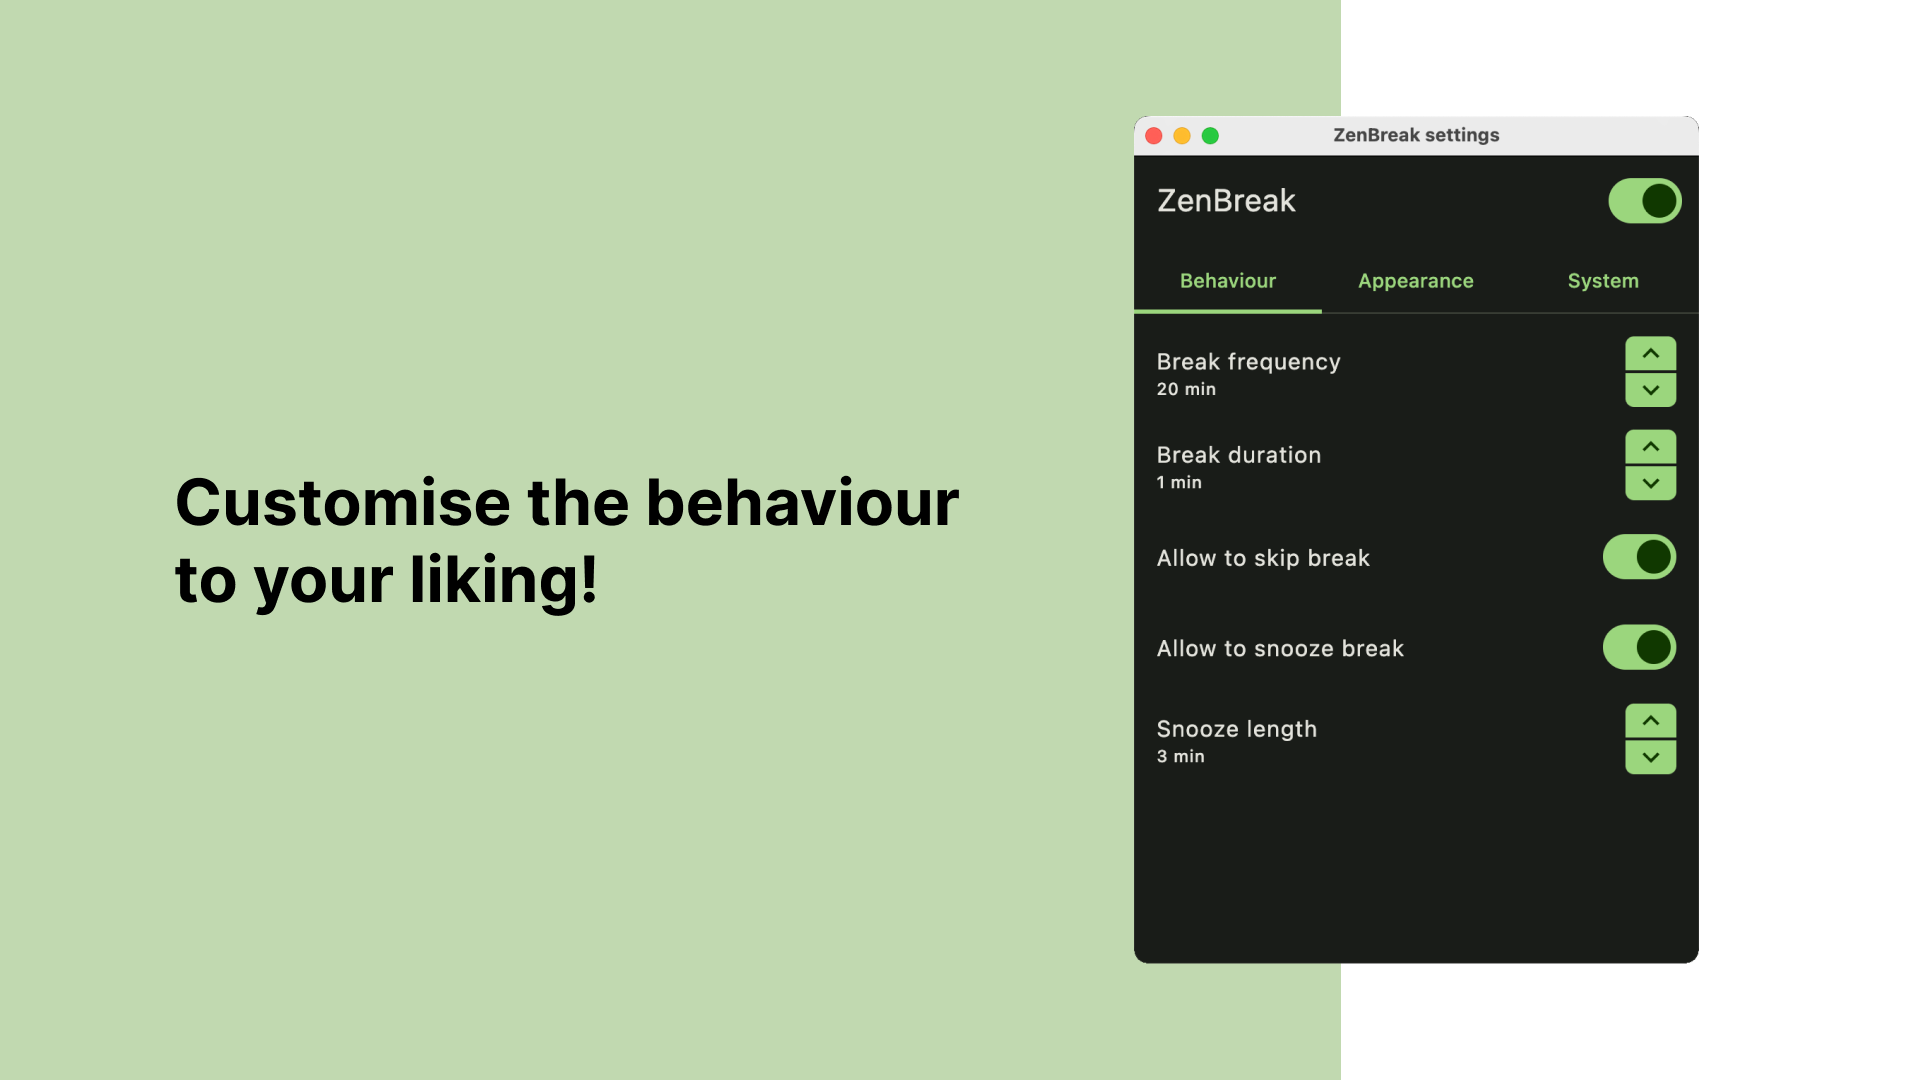 Customise the behaviour
to your liking!
ZenBreak settings
ZenBreak
Behaviour Appearance System
Break frequency
20 min
Break duration
1 min
Allow to skip break
Allow to snooze break
Snooze length
3 min